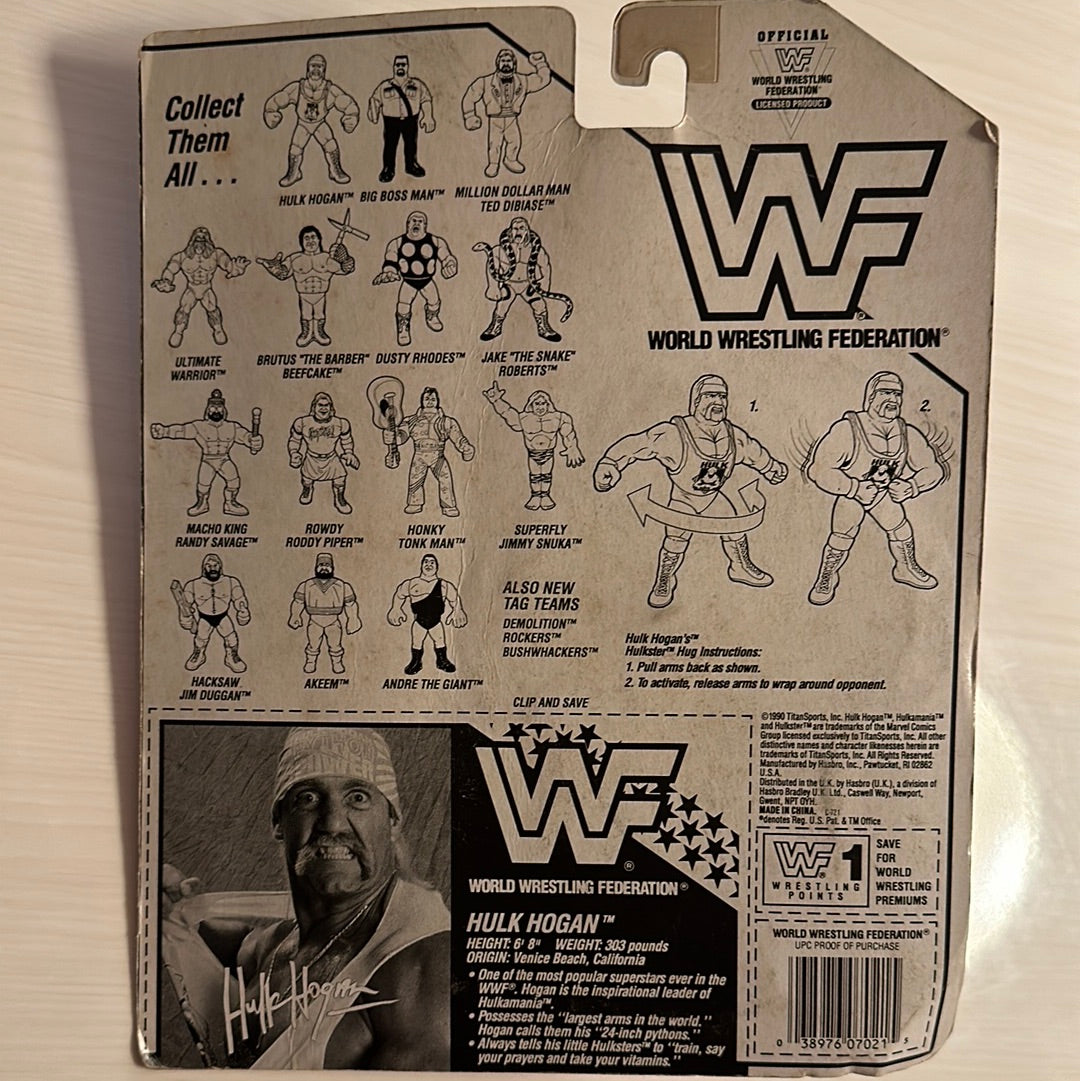 Collect
Them
All . . .
HULK HOGAN™
BIG BOSS MAN™
MILLION DOLLAR MAN
TED DIBIASE™
ULTIMATE
WARRIOR™
BRUTUS "THE BARBER"
BEEFCAKE™
DUSTY RHODES™
JAKE "THE SNAKE"
ROBERTS™
MACHO KING
RANDY SAVAGE™
ROWDY
RODDY PIPER™
HONKY
TONK MAN™
SUPERFLY
JIMMY SNUKA™
HACKSAW
JIM DUGGAN™
AKEEM™
ANDRE THE GIANT™
ALSO NEW
TAG TEAMS
DEMOLITION™
ROCKERS™
BUSHWHACKERS™
OFFICIAL
WF
WORLD WRESTLING
FEDERATION®
LICENSED PRODUCT
WF
WORLD WRESTLING FEDERATION®
1.
2.
HULK
Hulk Hogan's™
Hulkster™ Hug Instructions:
1. Pull arms back as shown.
2. To activate, release arms to wrap around opponent.
CLIP AND SAVE
WF
WORLD WRESTLING FEDERATION®
HULK HOGAN™
HEIGHT: 6' 8" WEIGHT: 303 pounds
ORIGIN: Venice Beach, California
• One of the most popular superstars ever in the
WWF®. Hogan is the inspirational leader of
Hulkamania™.
• Possesses the "largest arms in the world."
Hogan calls them his "24-inch pythons."
• Always tells his little Hulksters™ to "train, say
your prayers and take your vitamins."
Hulk Hogan
©1990 TitanSports, Inc. Hulk Hogan™, Hulkamania™
and Hulkster™ are trademarks of the Marvel Comics
Group licensed exclusively to TitanSports, Inc. All other
distinctive names and character likenesses herein are
trademarks of TitanSports, Inc. All Rights Reserved.
Manufactured by Hasbro, Inc., Pawtucket, RI 02862
U.S.A.
Distributed in the U.K. by Hasbro (U.K.), a division of
Hasbro Bradley U.K. Ltd., Caswell Way, Newport,
Gwent, NPT OYH.
MADE IN CHINA.
®denotes Reg. U.S. Pat. & TM Office
WF® 1
WRESTLING
POINTS
SAVE
FOR
WORLD
WRESTLING
PREMIUMS
WORLD WRESTLING FEDERATION®
UPC PROOF OF PURCHASE
0 38976 07021 5